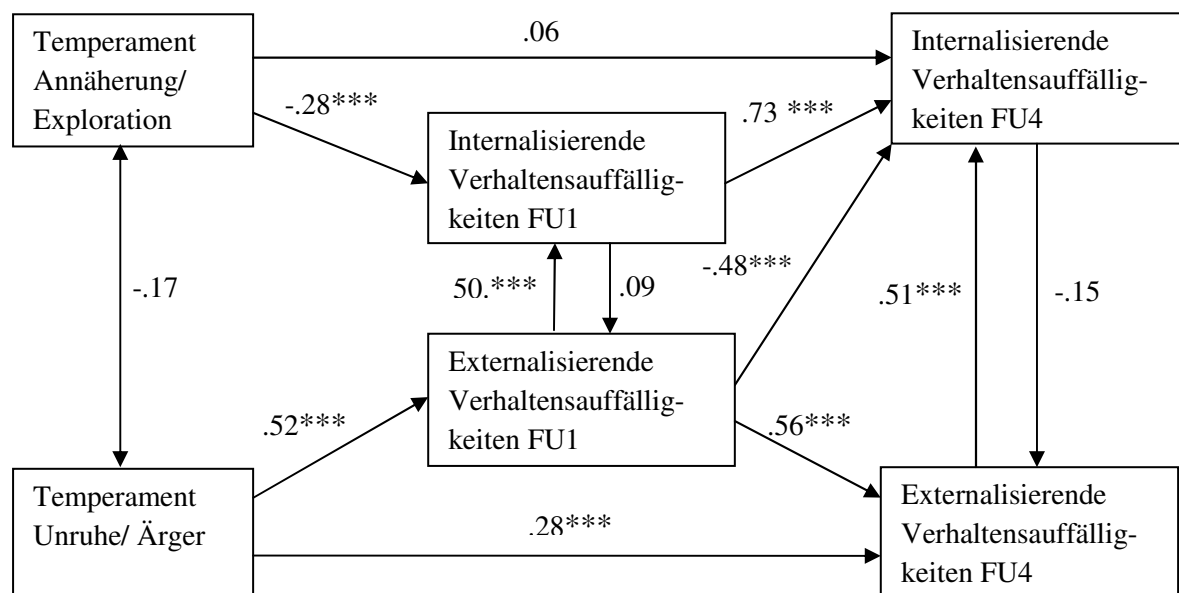 Temperament
Annäherung/
Exploration
.06
Internalisierende
Verhaltensauffällig-
keiten FU4
-.28***
Internalisierende
Verhaltensauffällig-
keiten FU1
.73 ***
-.17
50.***
.09
-.48***
.51***
-.15
Externalisierende
Verhaltensauffällig-
keiten FU1
.52***
.56***
Temperament
Unruhe/ Ärger
.28***
Externalisierende
Verhaltensauffällig-
keiten FU4